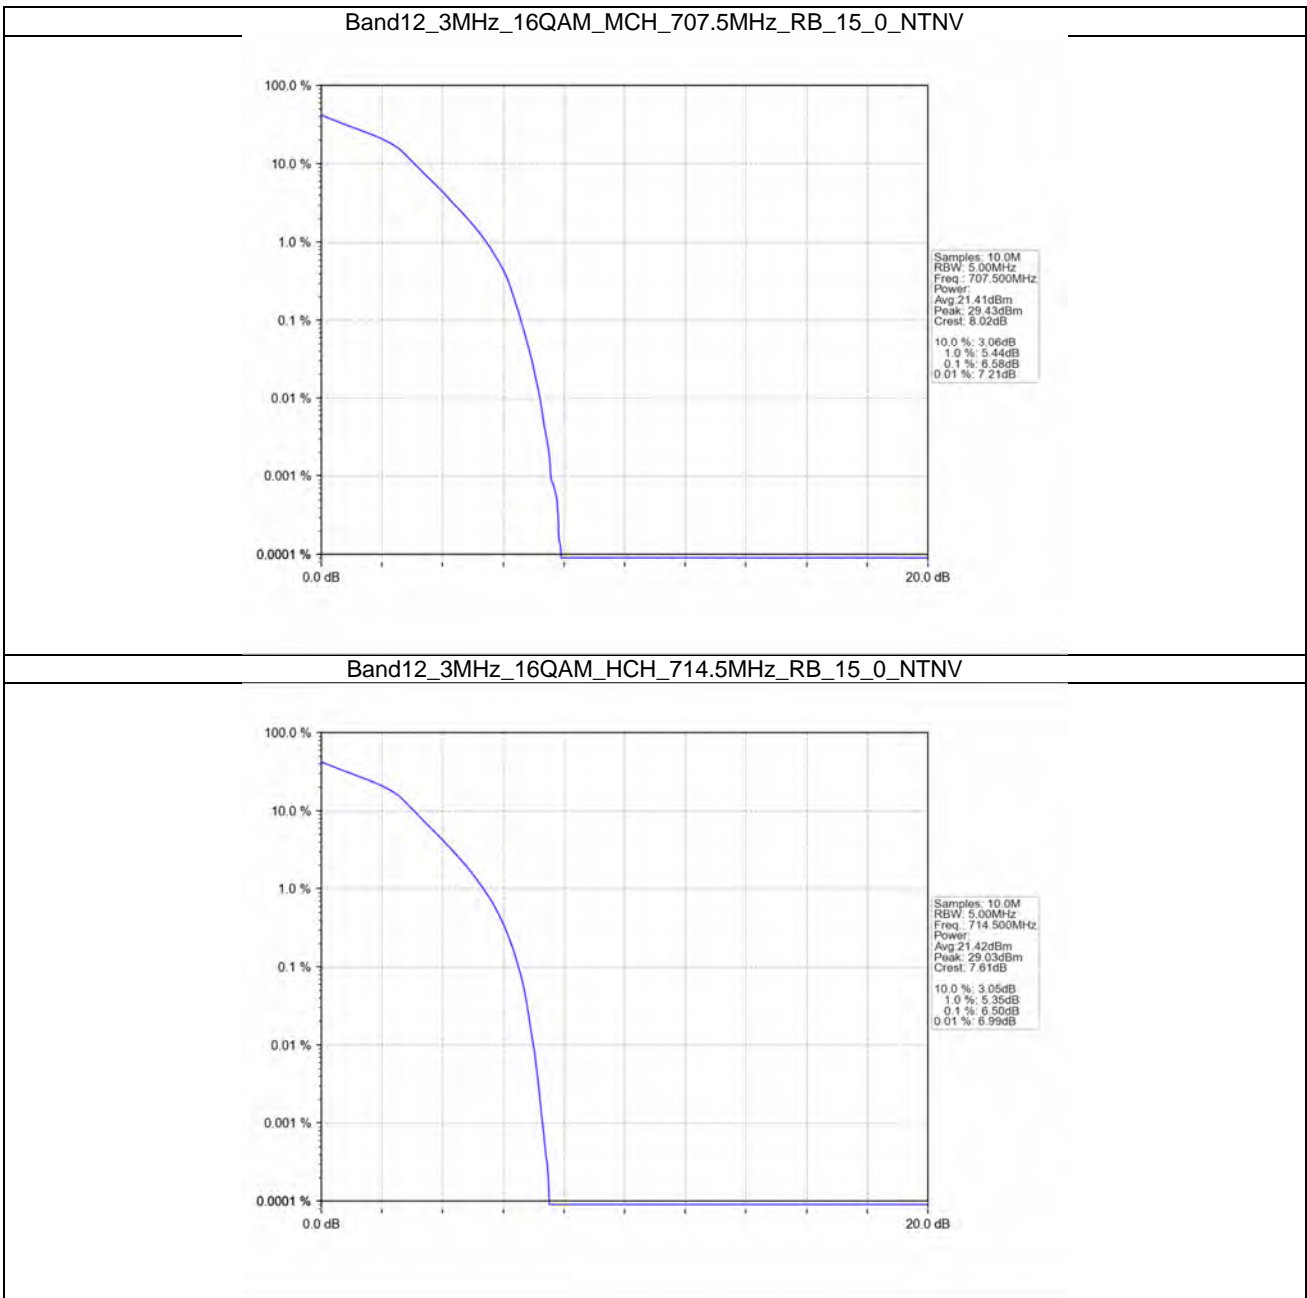 Band12_3MHz_16QAM_MCH_707.5MHz_RB_15_0_NTNV
100.0 %
10.0 %
1.0 %
0.1 %
0.01 %
0.001 %
0.0001 %
0.0 dB
20.0 dB
Samples: 10.0M
RBW: 5.00MHz
Freq.: 707.500MHz
Power:
Avg:21.41dBm
Peak: 29.43dBm
Crest: 8.02dB
10.0 %: 3.06dB
1.0 %: 5.44dB
0.1 %: 6.58dB
0.01 %: 7.21dB
Band12_3MHz_16QAM_HCH_714.5MHz_RB_15_0_NTNV
100.0 %
10.0 %
1.0 %
0.1 %
0.01 %
0.001 %
0.0001 %
0.0 dB
20.0 dB
Samples: 10.0M
RBW: 5.00MHz
Freq.: 714.500MHz
Power:
Avg:21.42dBm
Peak: 29.03dBm
Crest: 7.61dB
10.0 %: 3.05dB
1.0 %: 5.35dB
0.1 %: 6.50dB
0.01 %: 6.99dB